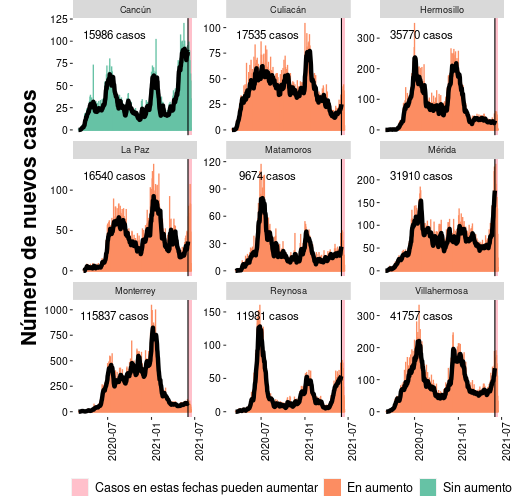 Número de nuevos casos
Cancún
15986 casos
125
100
75
50
25
0
Culiacán
17535 casos
100
75
50
25
0
Hermosillo
35770 casos
300
200
100
0
La Paz
16540 casos
100
50
0
Matamoros
9674 casos
120
90
60
30
0
Mérida
31910 casos
200
150
100
50
0
Monterrey
115837 casos
1000
750
500
250
0
2020-07
2021-01
2021-07
Reynosa
11981 casos
150
100
50
0
2020-07
2021-01
2021-07
Villahermosa
41757 casos
300
200
100
0
2020-07
2021-01
2021-07
Casos en estas fechas pueden aumentar
En aumento
Sin aumento